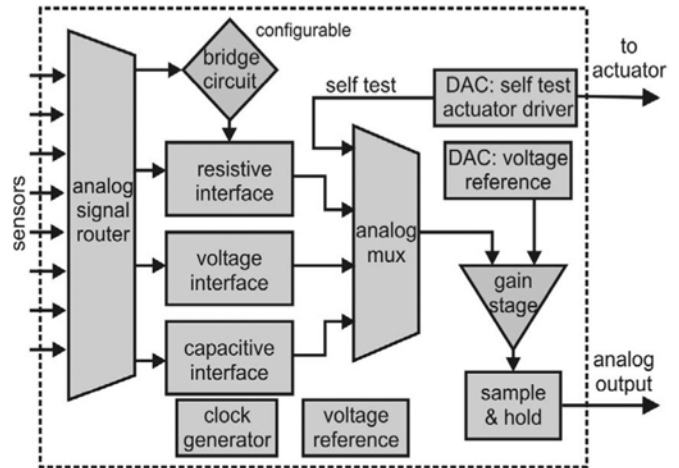 configurable
bridge
circuit
to
actuator
self test
DAC: self test
actuator driver
sensors
analog
signal
router
resistive
interface
DAC: voltage
reference
analog
mux
voltage
interface
gain
stage
capacitive
interface
analog
output
sample
& hold
clock
generator
voltage
reference